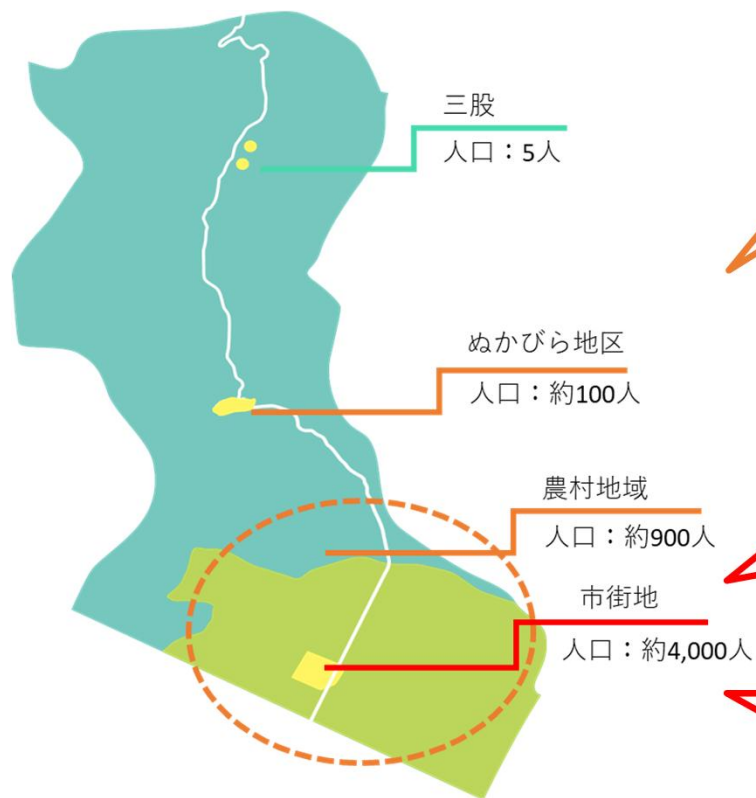 三股
人口：5人
ぬかびら地区
人口：約100人
農村地域
人口：約900人
市街地
人口：約4,000人